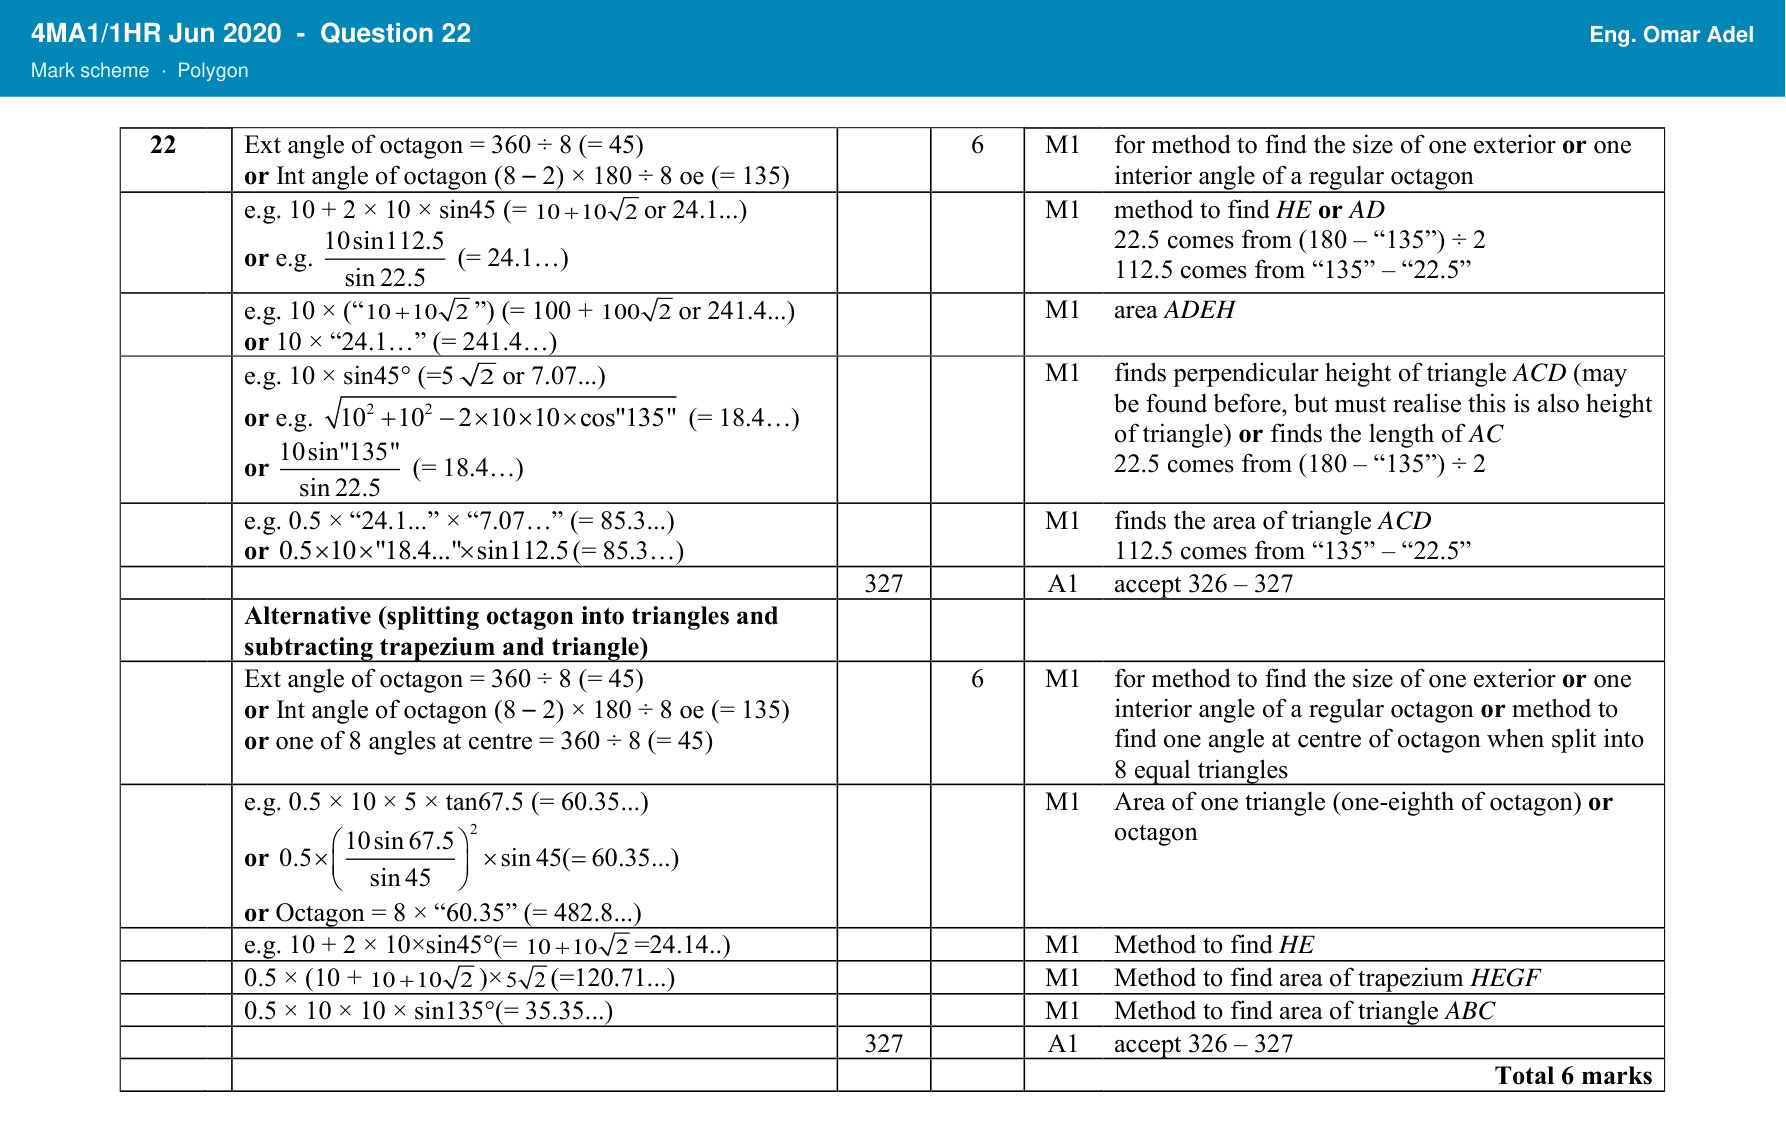 4MA1/1HR Jun 2020 - Question 22
Eng. Omar Adel
Mark scheme · Polygon
22
Ext angle of octagon = 360 ÷ 8 (= 45)
or Int angle of octagon (8 – 2) × 180 ÷ 8 oe (= 135)
6
M1
for method to find the size of one exterior or one
interior angle of a regular octagon
e.g. 10 + 2 × 10 × sin45 (= 10+10√2 or 24.1...)
or e.g. 10sin112.5 / sin 22.5 (= 24.1…)
M1
method to find HE or AD
22.5 comes from (180 – “135”) ÷ 2
112.5 comes from “135” – “22.5”
e.g. 10 × (“10+10√2”) (= 100 + 100√2 or 241.4...)
or 10 × “24.1…” (= 241.4…)
M1
area ADEH
e.g. 10 × sin45° (=5 √2 or 7.07...)
or e.g. √(10² +10² − 2×10×10×cos"135") (= 18.4…)
or 10sin"135" / sin 22.5 (= 18.4…)
M1
finds perpendicular height of triangle ACD (may
be found before, but must realise this is also height
of triangle) or finds the length of AC
22.5 comes from (180 – “135”) ÷ 2
e.g. 0.5 × “24.1...” × “7.07…” (= 85.3...)
or 0.5×10×"18.4..."×sin112.5 (= 85.3…)
M1
finds the area of triangle ACD
112.5 comes from “135” – “22.5”
327
A1
accept 326 – 327
Alternative (splitting octagon into triangles and
subtracting trapezium and triangle)
Ext angle of octagon = 360 ÷ 8 (= 45)
or Int angle of octagon (8 – 2) × 180 ÷ 8 oe (= 135)
or one of 8 angles at centre = 360 ÷ 8 (= 45)
6
M1
for method to find the size of one exterior or one
interior angle of a regular octagon or method to
find one angle at centre of octagon when split into
8 equal triangles
e.g. 0.5 × 10 × 5 × tan67.5 (= 60.35...)
or 0.5×(10sin 67.5 / sin 45)² ×sin 45(= 60.35...)
or Octagon = 8 × “60.35” (= 482.8...)
M1
Area of one triangle (one-eighth of octagon) or
octagon
e.g. 10 + 2 × 10×sin45°(= 10+10√2 =24.14..)
M1
Method to find HE
0.5 × (10 + 10+10√2 )× 5√2 (=120.71...)
M1
Method to find area of trapezium HEGF
0.5 × 10 × 10 × sin135°(= 35.35...)
M1
Method to find area of triangle ABC
327
A1
accept 326 – 327
Total 6 marks